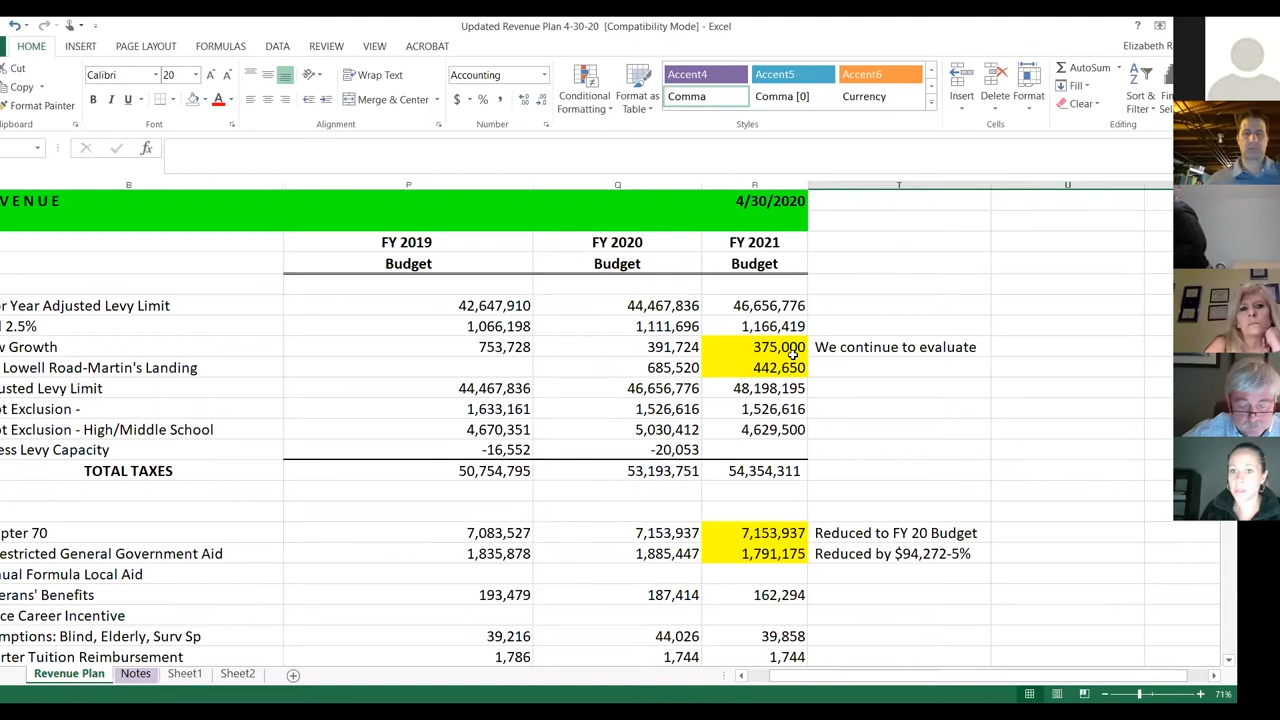 Updated Revenue Plan 4-30-20 [Compatibility Mode] - Excel
?
HOME INSERT PAGE LAYOUT FORMULAS DATA REVIEW VIEW ACROBAT
Elizabeth R
Cut
Copy
Format Painter
lipboard
Calibri 20
B I U
Font
Wrap Text
Merge & Center
Alignment
Accounting
$ % ,
Number
Conditional Formatting
Format as Table
Accent4 Accent5 Accent6
Comma Comma [0] Currency
Styles
Insert Delete Format
Cells
AutoSum
Fill
Clear
Sort & Filter
Find Select
Editing
B P Q R T U
V E N U E 4/30/2020
FY 2019 FY 2020 FY 2021
Budget Budget Budget
or Year Adjusted Levy Limit 42,647,910 44,467,836 46,656,776
d 2.5% 1,066,198 1,111,696 1,166,419
w Growth 753,728 391,724 375,000 We continue to evaluate
Lowell Road-Martin's Landing 685,520 442,650
usted Levy Limit 44,467,836 46,656,776 48,198,195
ot Exclusion - 1,633,161 1,526,616 1,526,616
ot Exclusion - High/Middle School 4,670,351 5,030,412 4,629,500
ess Levy Capacity -16,552 -20,053
TOTAL TAXES 50,754,795 53,193,751 54,354,311
pter 70 7,083,527 7,153,937 7,153,937 Reduced to FY 20 Budget
estricted General Government Aid 1,835,878 1,885,447 1,791,175 Reduced by $94,272-5%
nual Formula Local Aid
erans' Benefits 193,479 187,414 162,294
ice Career Incentive
mptions: Blind, Elderly, Surv Sp 39,216 44,026 39,858
rter Tuition Reimbursement 1,786 1,744 1,744
Revenue Plan Notes Sheet1 Sheet2
71%